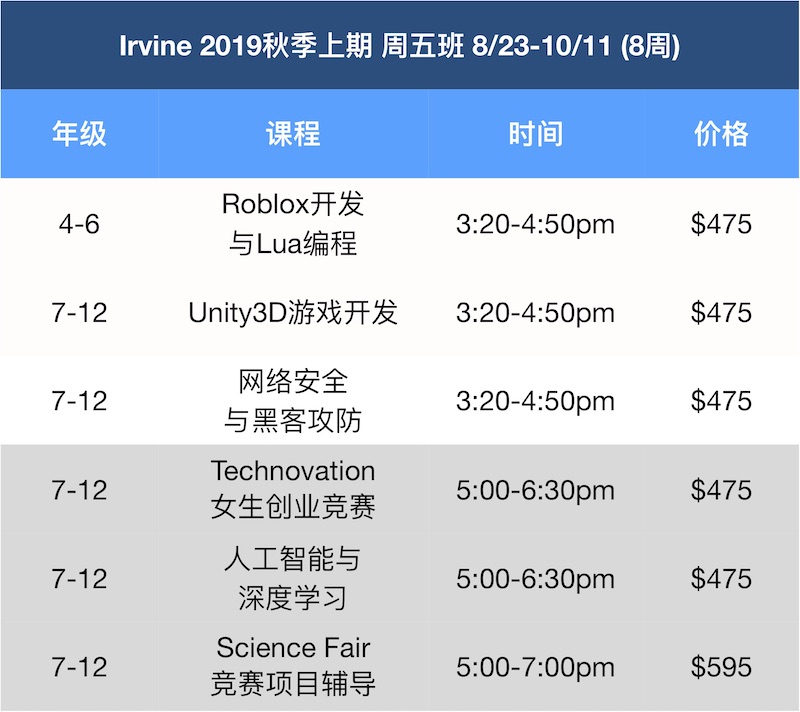 Irvine 2019秋季上期 周五班 8/23-10/11 (8周)
年级 课程 时间 价格
4-6 Roblox开发 3:20-4:50pm $475
与Lua编程
7-12 Unity3D游戏开发 3:20-4:50pm $475
7-12 网络安全 3:20-4:50pm $475
与黑客攻防
7-12 Technovation 5:00-6:30pm $475
女生创业竞赛
7-12 人工智能与 5:00-6:30pm $475
深度学习
7-12 Science Fair 5:00-7:00pm $595
竞赛项目辅导